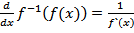 d/dx f⁻¹(f(x)) = 1/f`(x)